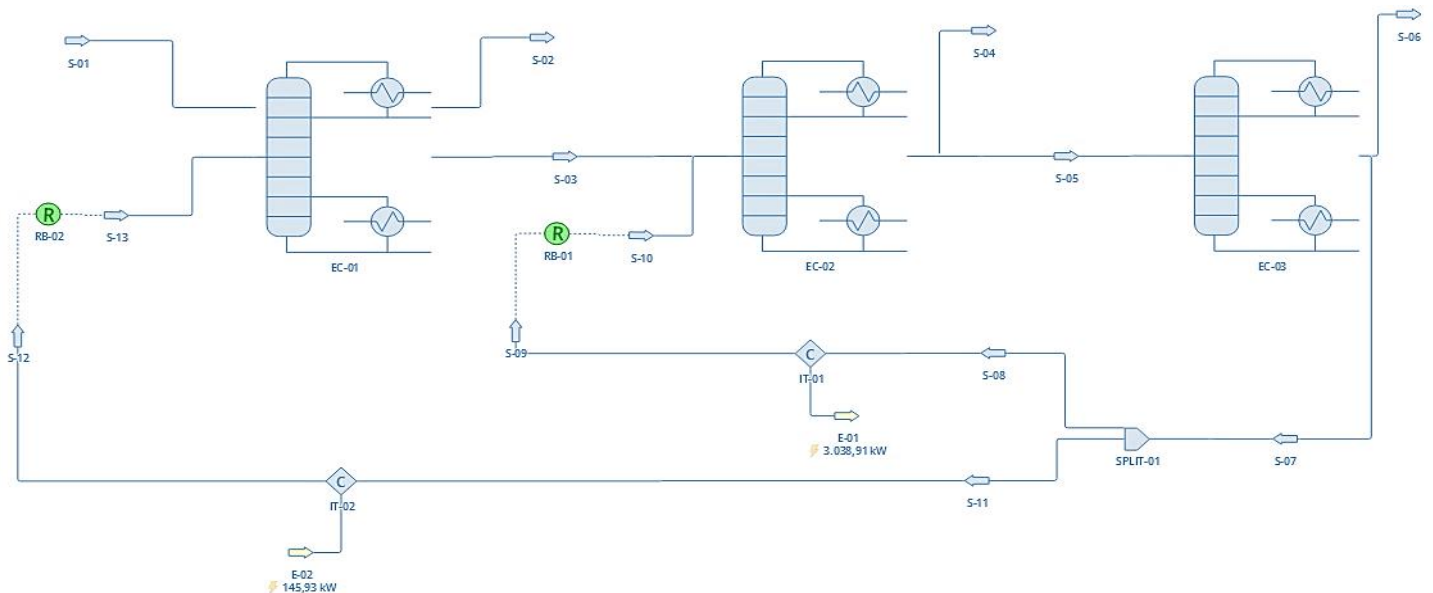 S-01
S-02
S-04
S-06
S-03
S-05
R
RB-02
S-13
R
RB-01
S-10
EC-01
EC-02
EC-03
S-12
S-09
C
IT-01
S-08
E-01
3.038,91 kW
SPLIT-01
S-07
C
IT-02
S-11
E-02
145,93 kW